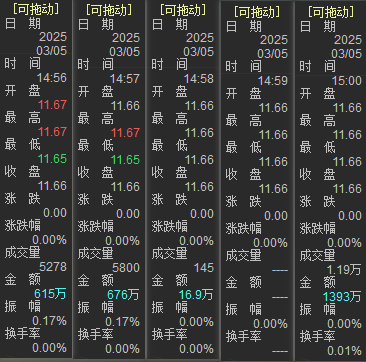 [可拖动]
日 期
2025
03/05
时 间
14:56
开 盘
11.67
最 高
11.67
最 低
11.65
收 盘
11.66
涨 跌
0.00
涨跌幅
0.00%
成交量
5278
金 额
615万
振 幅
0.17%
换手率
0.00%
[可拖动]
日 期
2025
03/05
时 间
14:57
开 盘
11.66
最 高
11.67
最 低
11.65
收 盘
11.66
涨 跌
0.00
涨跌幅
0.00%
成交量
5800
金 额
676万
振 幅
0.17%
换手率
0.00%
[可拖动]
日 期
2025
03/05
时 间
14:58
开 盘
11.66
最 高
11.66
最 低
11.66
收 盘
11.66
涨 跌
0.00
涨跌幅
0.00%
成交量
145
金 额
16.9万
振 幅
0.00%
换手率
0.00%
[可拖动]
日 期
2025
03/05
时 间
14:59
开 盘
11.66
最 高
11.66
最 低
11.66
收 盘
11.66
涨 跌
0.00
涨跌幅
0.00%
成交量
----
金 额
----
振 幅
0.00%
换手率
----
[可拖动]
日 期
2025
03/05
时 间
15:00
开 盘
11.66
最 高
11.66
最 低
11.66
收 盘
11.66
涨 跌
0.00
涨跌幅
0.00%
成交量
1.19万
金 额
1393万
振 幅
0.00%
换手率
0.01%